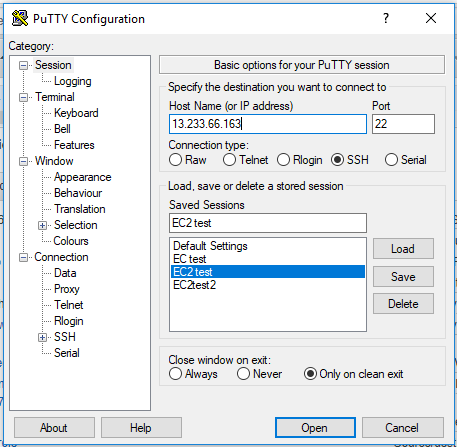 PuTTY Configuration
Category:
Session
Logging
Terminal
Keyboard
Bell
Features
Window
Appearance
Behaviour
Translation
Selection
Colours
Connection
Data
Proxy
Telnet
Rlogin
SSH
Serial
Basic options for your PuTTY session
Specify the destination you want to connect to
Host Name (or IP address) Port
13.233.66.163 22
Connection type:
Raw Telnet Rlogin SSH Serial
Load, save or delete a stored session
Saved Sessions
EC2 test
Default Settings
EC test
EC2 test
EC2test2
Load
Save
Delete
Close window on exit:
Always Never Only on clean exit
About Help Open Cancel